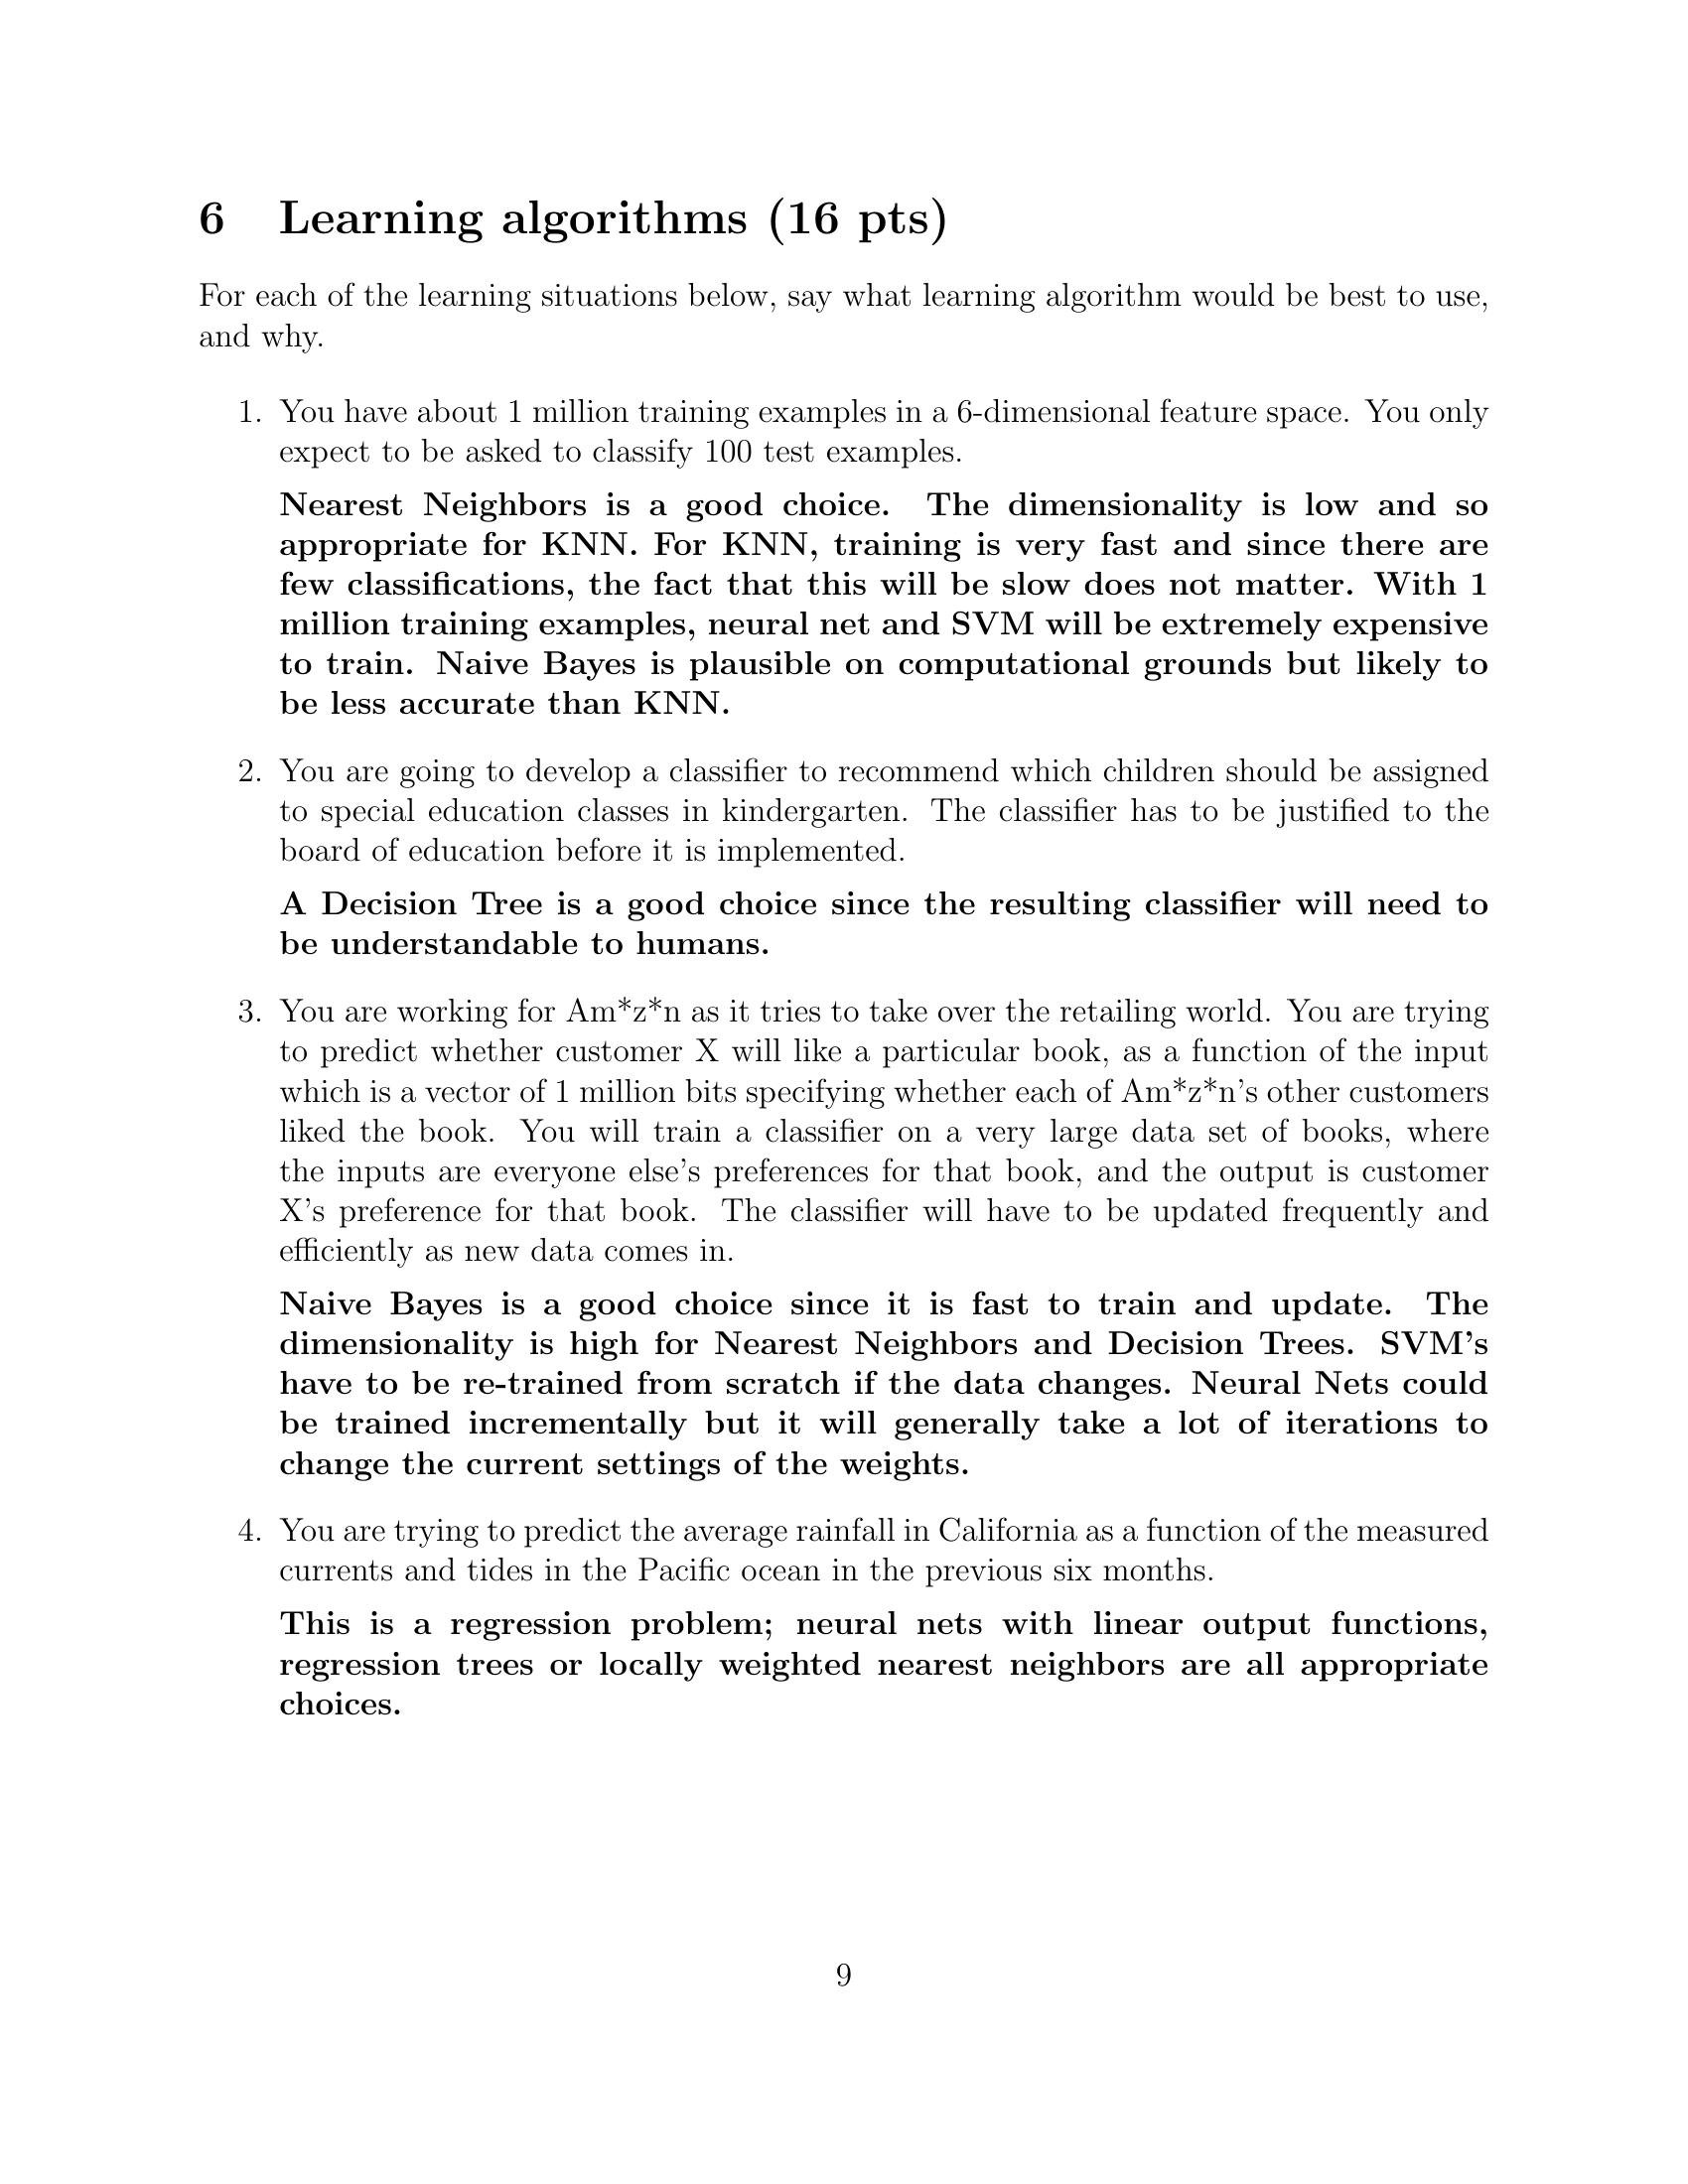 6 Learning algorithms (16 pts)
For each of the learning situations below, say what learning algorithm would be best to use,
and why.
1. You have about 1 million training examples in a 6-dimensional feature space. You only
expect to be asked to classify 100 test examples.
Nearest Neighbors is a good choice. The dimensionality is low and so
appropriate for KNN. For KNN, training is very fast and since there are
few classifications, the fact that this will be slow does not matter. With 1
million training examples, neural net and SVM will be extremely expensive
to train. Naive Bayes is plausible on computational grounds but likely to
be less accurate than KNN.
2. You are going to develop a classifier to recommend which children should be assigned
to special education classes in kindergarten. The classifier has to be justified to the
board of education before it is implemented.
A Decision Tree is a good choice since the resulting classifier will need to
be understandable to humans.
3. You are working for Am*z*n as it tries to take over the retailing world. You are trying
to predict whether customer X will like a particular book, as a function of the input
which is a vector of 1 million bits specifying whether each of Am*z*n's other customers
liked the book. You will train a classifier on a very large data set of books, where
the inputs are everyone else's preferences for that book, and the output is customer
X's preference for that book. The classifier will have to be updated frequently and
efficiently as new data comes in.
Naive Bayes is a good choice since it is fast to train and update. The
dimensionality is high for Nearest Neighbors and Decision Trees. SVM's
have to be re-trained from scratch if the data changes. Neural Nets could
be trained incrementally but it will generally take a lot of iterations to
change the current settings of the weights.
4. You are trying to predict the average rainfall in California as a function of the measured
currents and tides in the Pacific ocean in the previous six months.
This is a regression problem; neural nets with linear output functions,
regression trees or locally weighted nearest neighbors are all appropriate
choices.
9